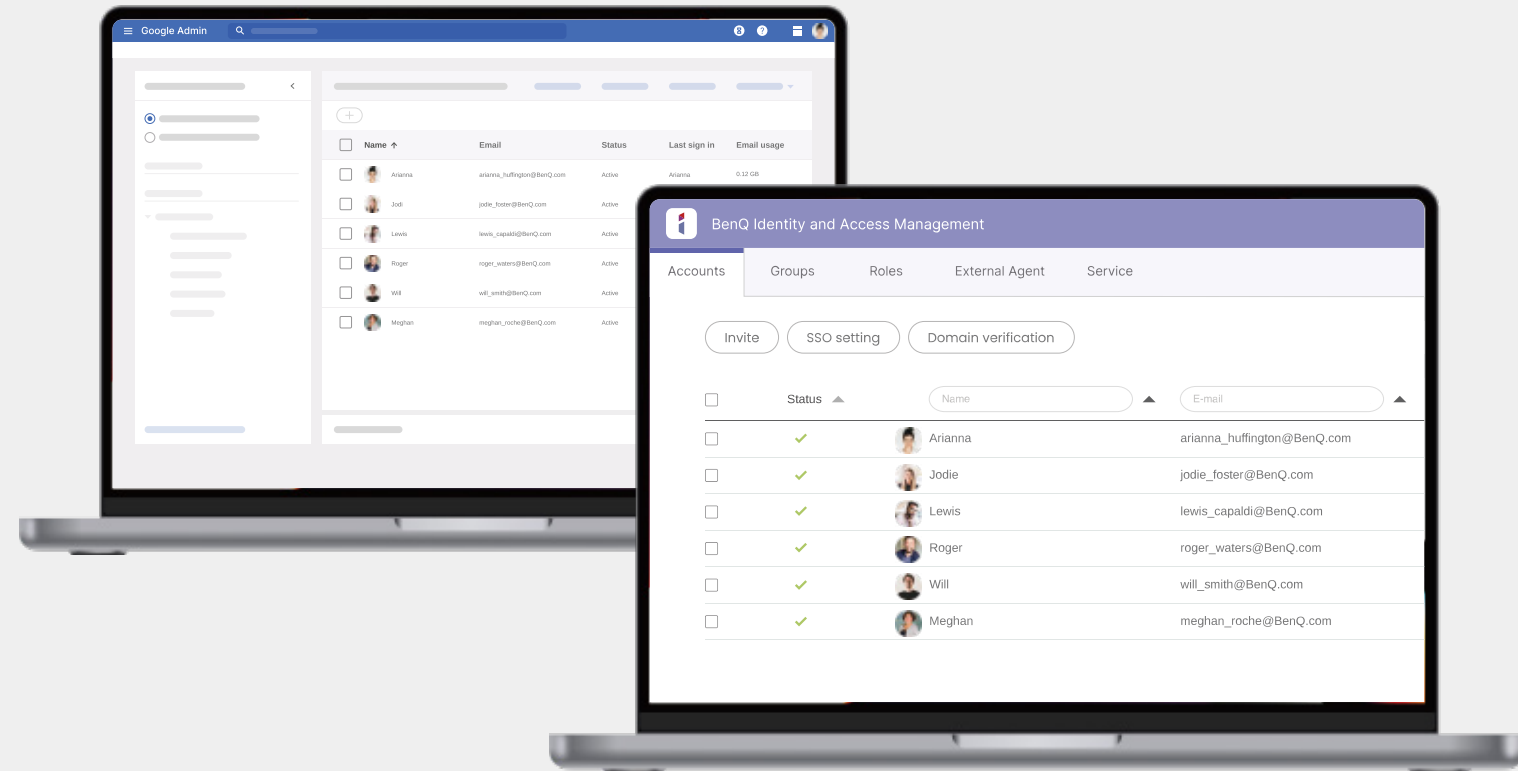 Google Admin
8 ?
Name ↑ Email Status Last sign in Email usage
Arianna arianna_huffington@BenQ.com Active Arianna 0.12 GB
Jodi jodie_foster@BenQ.com Active
Lewis lewis_capaldi@BenQ.com Active
Roger roger_waters@BenQ.com Active
Will will_smith@BenQ.com Active
Meghan meghan_roche@BenQ.com Active
BenQ Identity and Access Management
Accounts Groups Roles External Agent Service
Invite SSO setting Domain verification
Status Name E-mail
Arianna arianna_huffington@BenQ.com
Jodie jodie_foster@BenQ.com
Lewis lewis_capaldi@BenQ.com
Roger roger_waters@BenQ.com
Will will_smith@BenQ.com
Meghan meghan_roche@BenQ.com